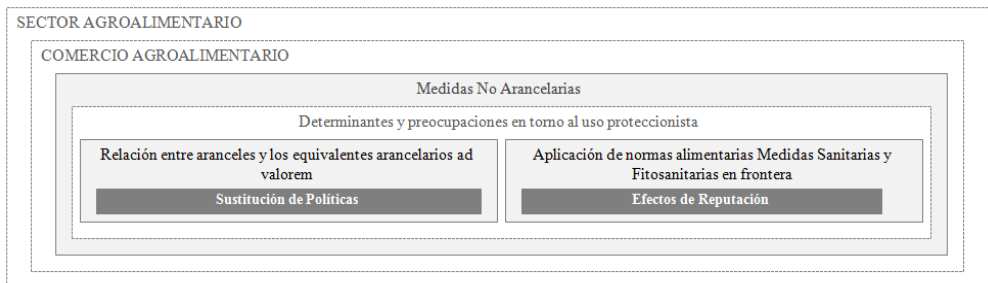 SECTOR AGROALIMENTARIO
COMERCIO AGROALIMENTARIO
Medidas No Arancelarias
Determinantes y preocupaciones en torno al uso proteccionista
Relación entre aranceles y los equivalentes arancelarios ad
valorem
Sustitución de Políticas
Aplicación de normas alimentarias Medidas Sanitarias y
Fitosanitarias en frontera
Efectos de Reputación